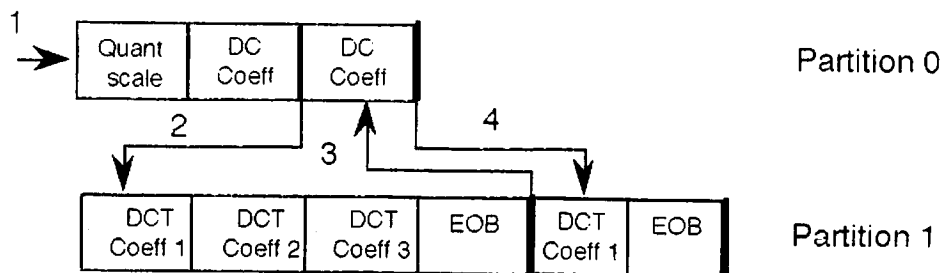 1
Quant
scale
DC
Coeff
DC
Coeff
Partition 0
2
3
4
DCT
Coeff 1
DCT
Coeff 2
DCT
Coeff 3
EOB
DCT
Coeff 1
EOB
Partition 1